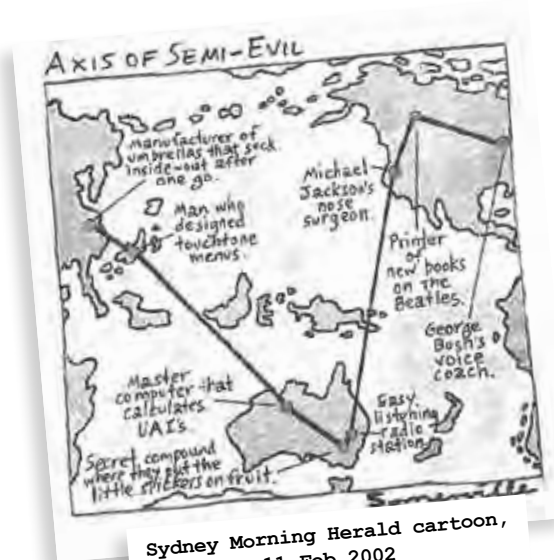 AXIS OF SEMI-EVIL
Manufacturer of
umbrellas that
inside-out after
one go.
Man who
designed
touchtone
menus.
Michael
Jackson's
nose
surgeon.
Printer
of
new books
on the
Beatles.
George
Bush's
voice
coach.
Master
computer that
calculates
UAI's
Easy
listening
radio
station
Secret compound
where they put the
little stickers on fruit.
Somerville
Sydney Morning Herald cartoon,
11 Feb 2002